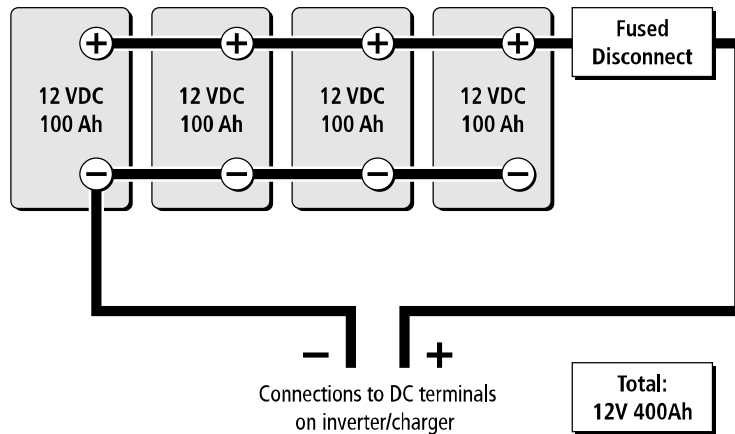 Fused
Disconnect
+ + + +
12 VDC
100 Ah
12 VDC
100 Ah
12 VDC
100 Ah
12 VDC
100 Ah
− − − −
− +
Connections to DC terminals
on inverter/charger
Total:
12V 400Ah